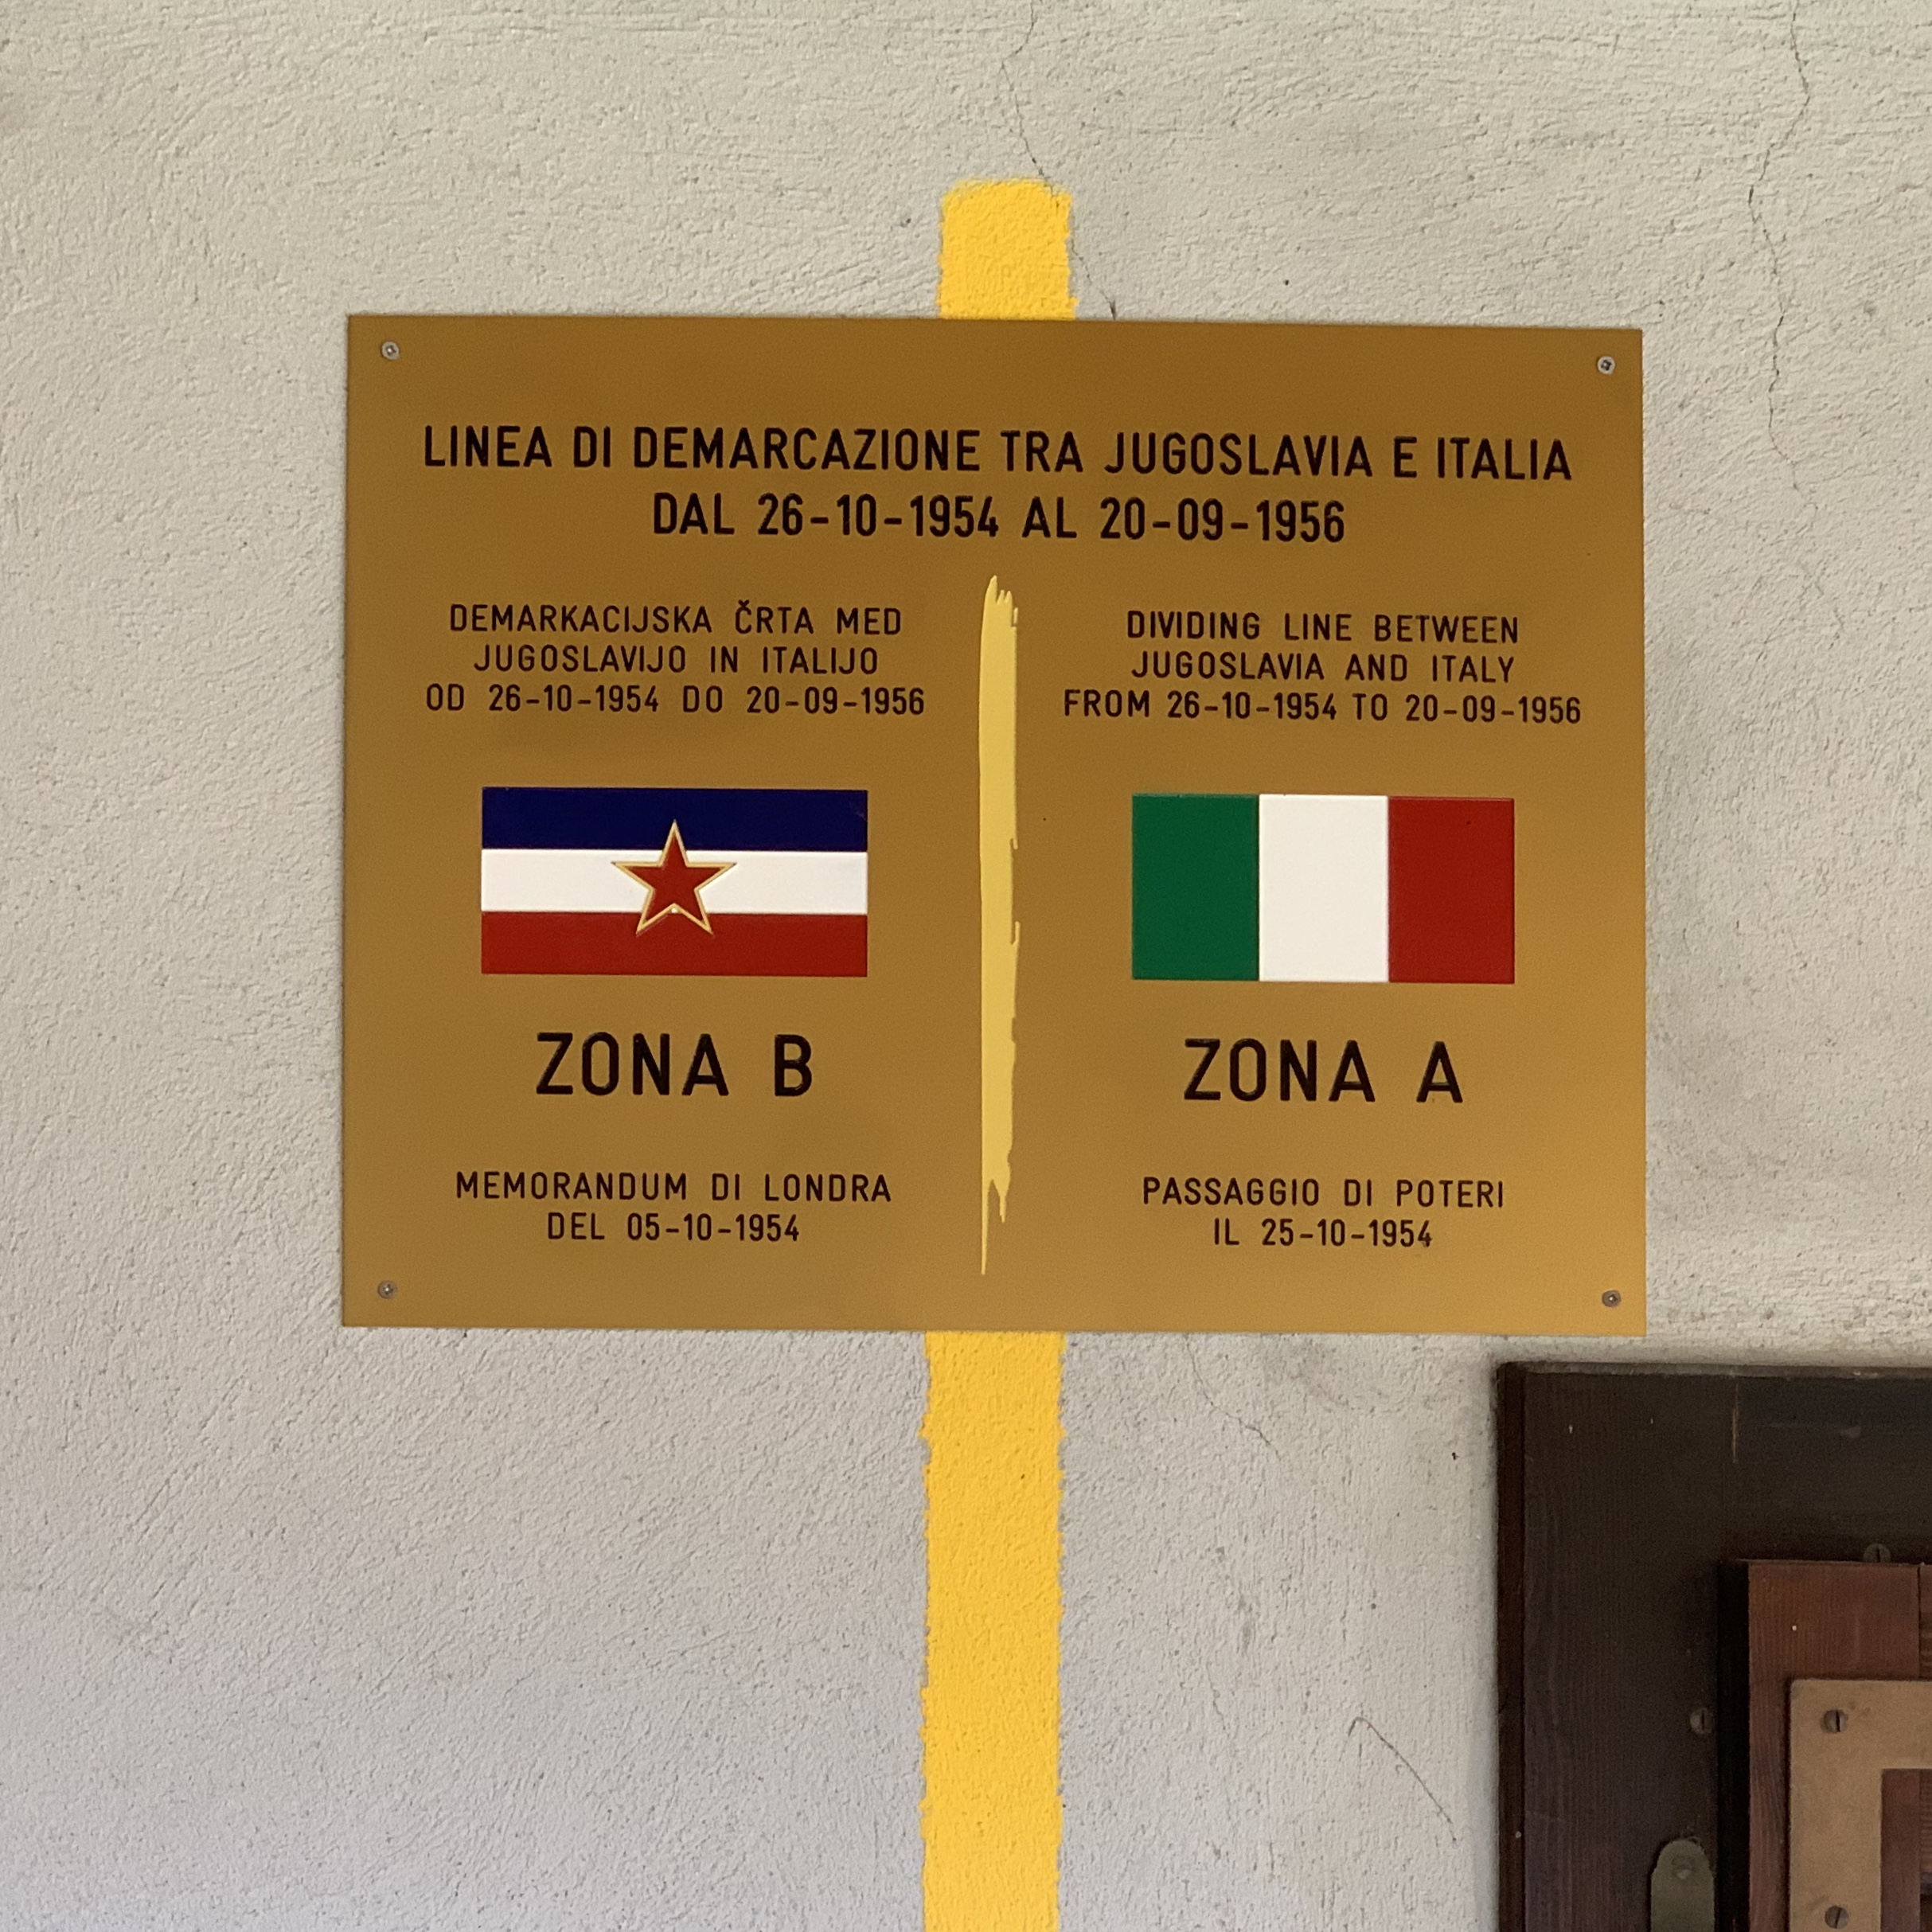 LINEA DI DEMARCAZIONE TRA JUGOSLAVIA E ITALIA
DAL 26-10-1954 AL 20-09-1956
DEMARKACIJSKA ČRTA MED
JUGOSLAVIJO IN ITALIJO
OD 26-10-1954 DO 20-09-1956
ZONA B
MEMORANDUM DI LONDRA
DEL 05-10-1954
DIVIDING LINE BETWEEN
JUGOSLAVIA AND ITALY
FROM 26-10-1954 TO 20-09-1956
ZONA A
PASSAGGIO DI POTERI
IL 25-10-1954